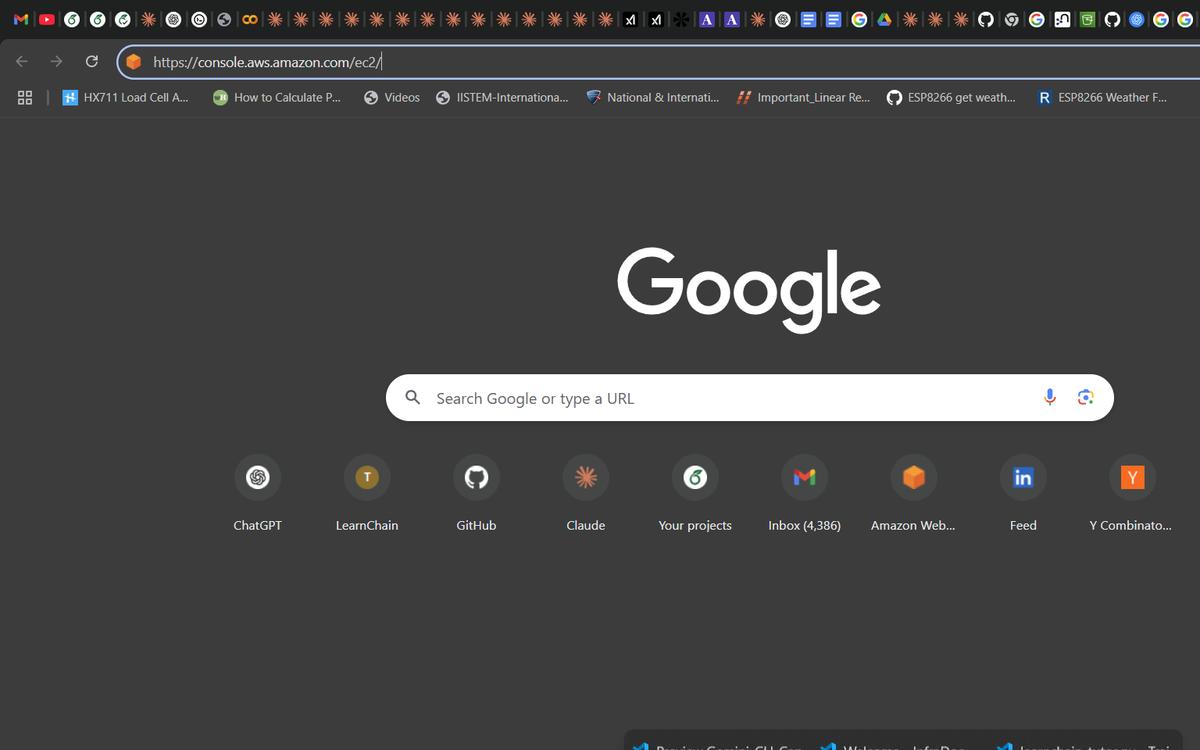 https://console.aws.amazon.com/ec2/
HX711 Load Cell A... How to Calculate P... Videos IISTEM-Internationa... National & Internati... Important_Linear Re... ESP8266 get weath... R ESP8266 Weather F...
Google
Search Google or type a URL
T Y
ChatGPT LearnChain GitHub Claude Your projects Inbox (4,386) Amazon Web... Feed Y Combinato...